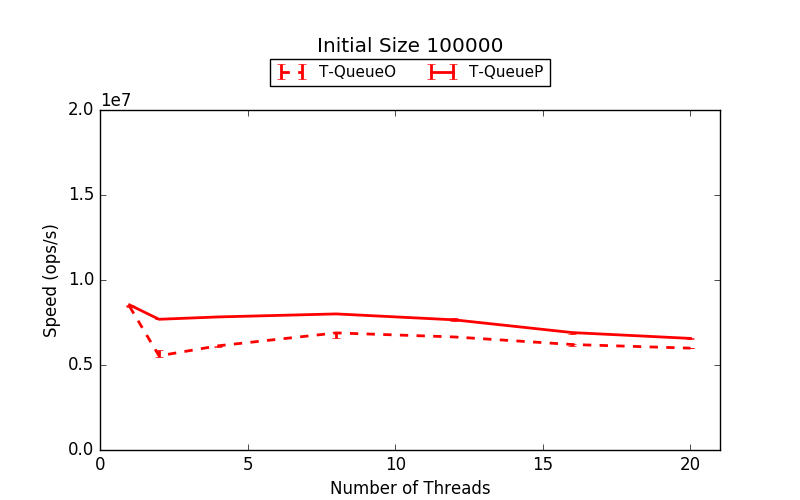 Initial Size 100000
T-QueueO T-QueueP
1e7
2.0
1.5
1.0
0.5
0.0
Speed (ops/s)
0 5 10 15 20
Number of Threads